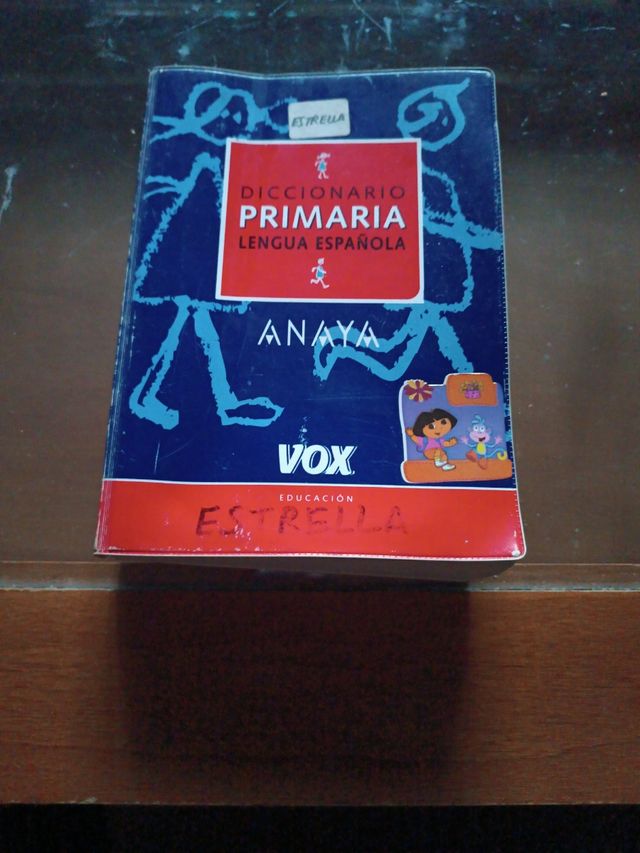 ESTRELLA
DICCIONARIO
PRIMARIA
LENGUA ESPAÑOLA
ANAYA
VOX
EDUCACIÓN
ESTRELLA